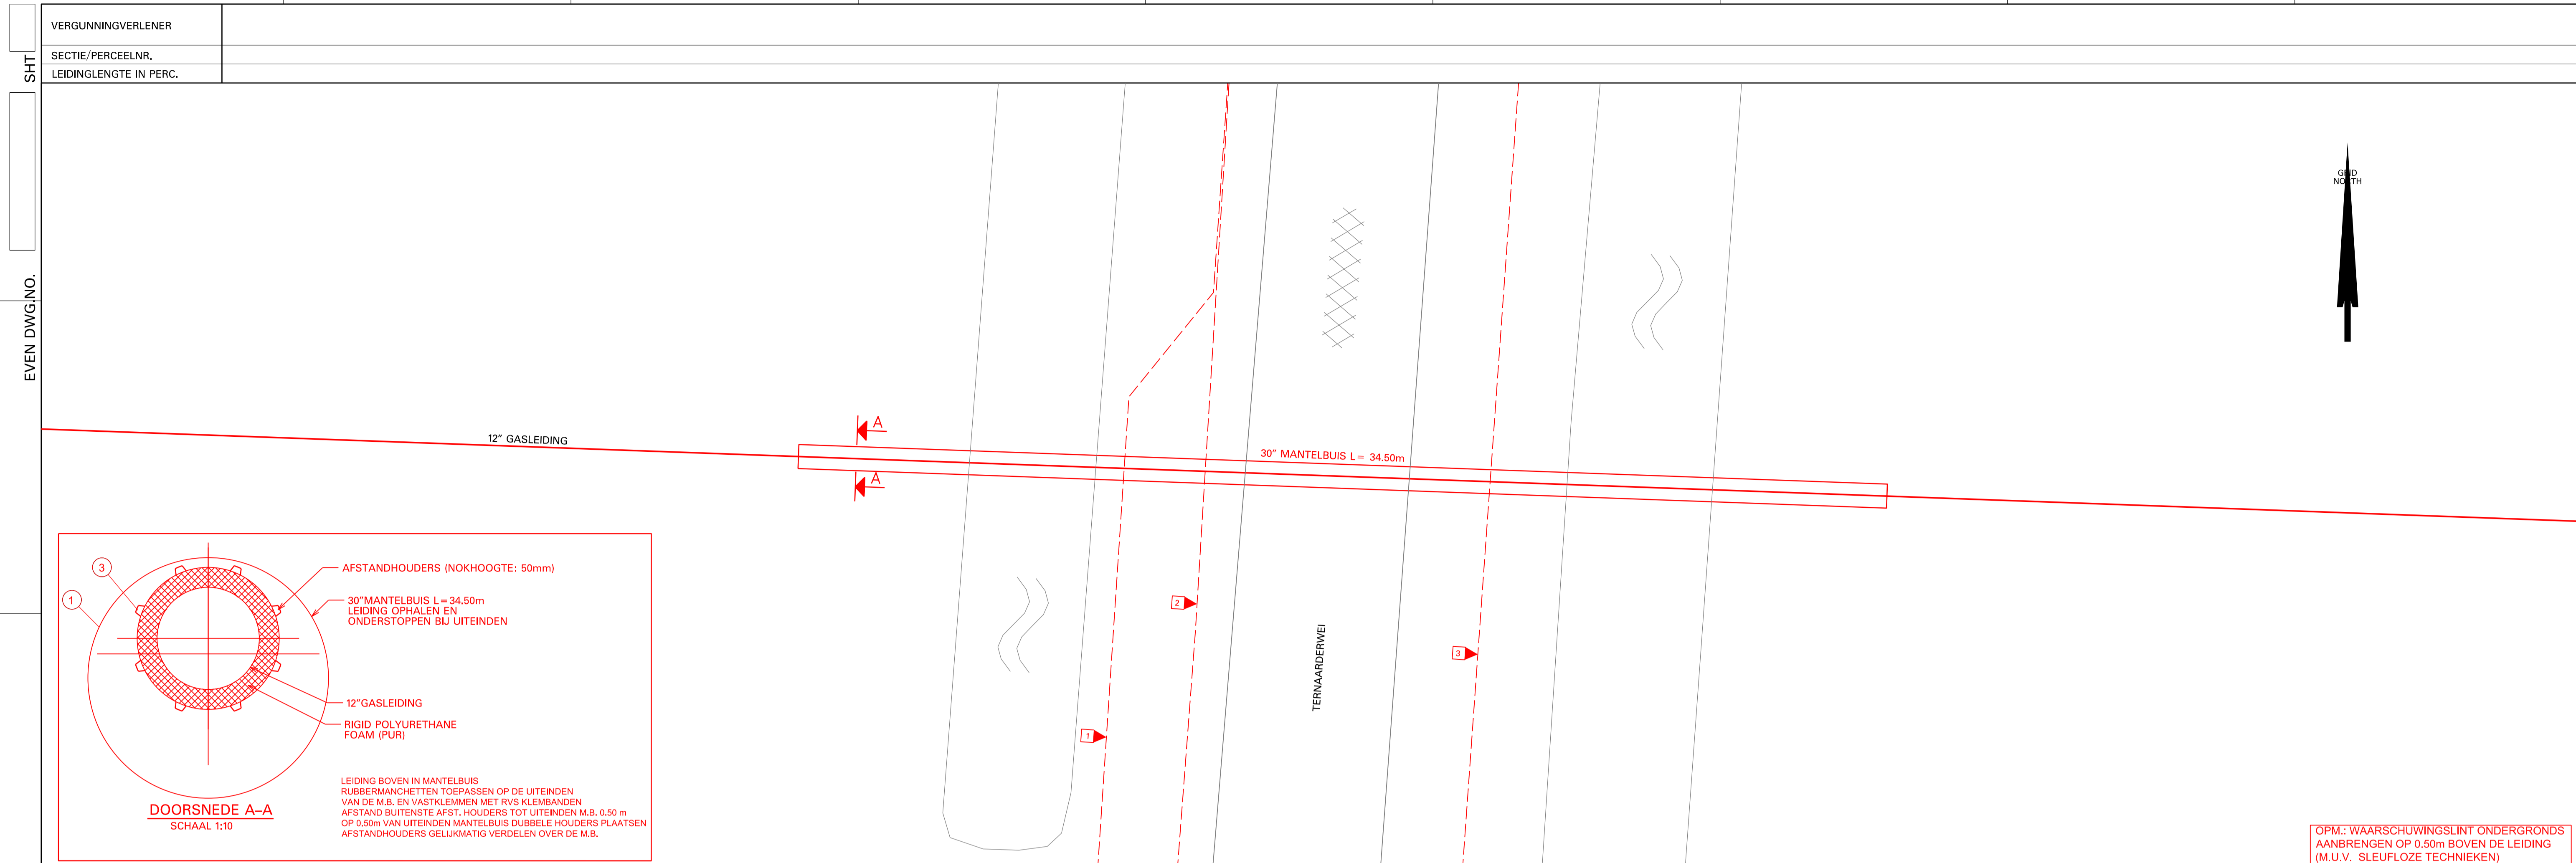 VERGUNNINGVERLENER
SECTIE/PERCEELNR.
LEIDINGLENGTE IN PERC.
SHT
EVEN DWG.NO.
GRID
NORTH
12" GASLEIDING
A
A
30" MANTELBUIS L= 34.50m
TERNAARDERWEI
1
2
3
3
1
AFSTANDHOUDERS (NOKHOOGTE: 50mm)
30"MANTELBUIS L=34.50m
LEIDING OPHALEN EN
ONDERSTOPPEN BIJ UITEINDEN
12"GASLEIDING
RIGID POLYURETHANE
FOAM (PUR)
DOORSNEDE A–A
SCHAAL 1:10
LEIDING BOVEN IN MANTELBUIS
RUBBERMANCHETTEN TOEPASSEN OP DE UITEINDEN
VAN DE M.B. EN VASTKLEMMEN MET RVS KLEMBANDEN
AFSTAND BUITENSTE AFST. HOUDERS TOT UITEINDEN M.B. 0.50 m
OP 0,50m VAN UITEINDEN MANTELBUIS DUBBELE HOUDERS PLAATSEN
AFSTANDHOUDERS GELIJKMATIG VERDELEN OVER DE M.B.
OPM.: WAARSCHUWINGSLINT ONDERGRONDS
AANBRENGEN OP 0.50m BOVEN DE LEIDING
(M.U.V. SLEUFLOZE TECHNIEKEN)